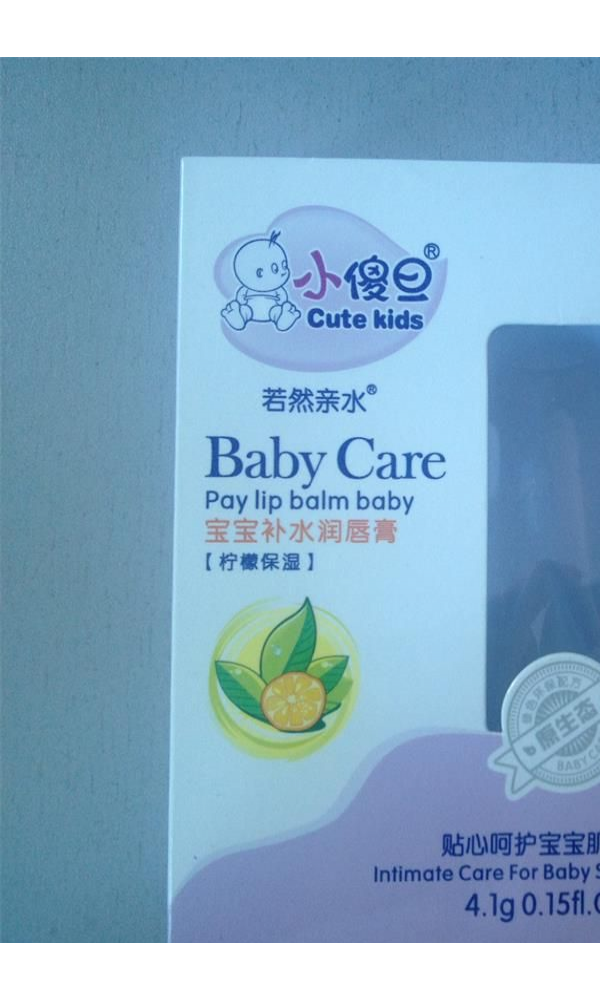 小傻旦®
Cute kids
若然亲水®
Baby Care
Pay lip balm baby
宝宝补水润唇膏
【柠檬保湿】
原生态
BABY
贴心呵护宝宝
Intimate Care For Baby
4.1g 0.15fl.